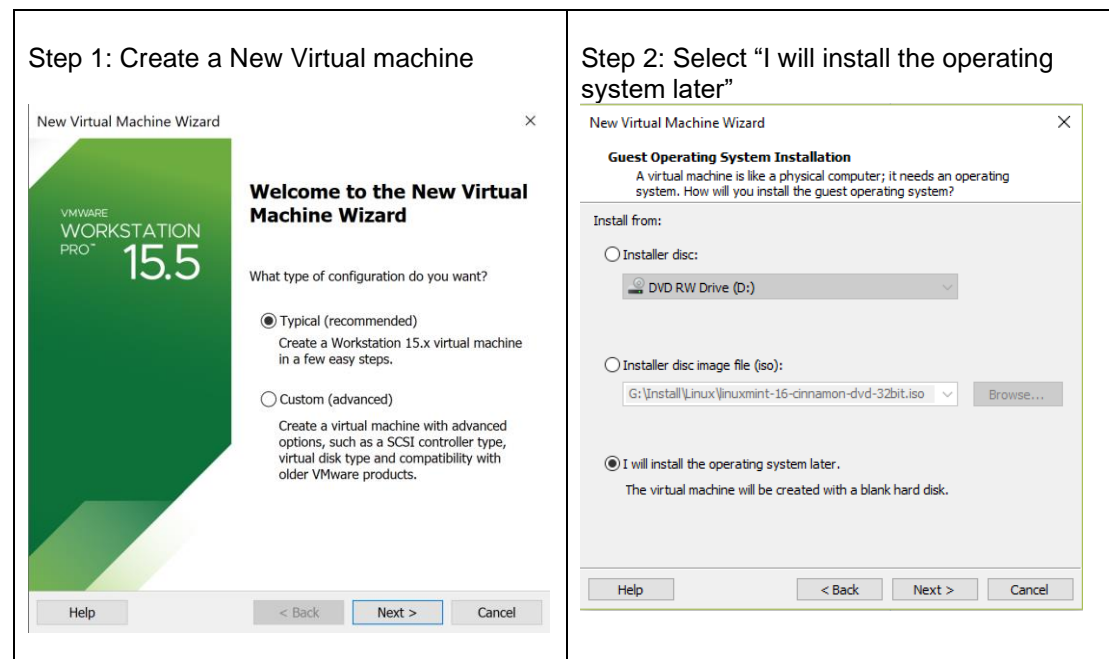 Step 1: Create a New Virtual machine
New Virtual Machine Wizard
VMWARE
WORKSTATION
PRO™ 15.5
Welcome to the New Virtual
Machine Wizard
What type of configuration do you want?
Typical (recommended)
Create a Workstation 15.x virtual machine
in a few easy steps.
Custom (advanced)
Create a virtual machine with advanced
options, such as a SCSI controller type,
virtual disk type and compatibility with
older VMware products.
Help < Back Next > Cancel
Step 2: Select “I will install the operating
system later”
New Virtual Machine Wizard
Guest Operating System Installation
A virtual machine is like a physical computer; it needs an operating
system. How will you install the guest operating system?
Install from:
Installer disc:
DVD RW Drive (D:)
Installer disc image file (iso):
G:\Install\Linux\linuxmint-16-cinnamon-dvd-32bit.iso Browse...
I will install the operating system later.
The virtual machine will be created with a blank hard disk.
Help < Back Next > Cancel